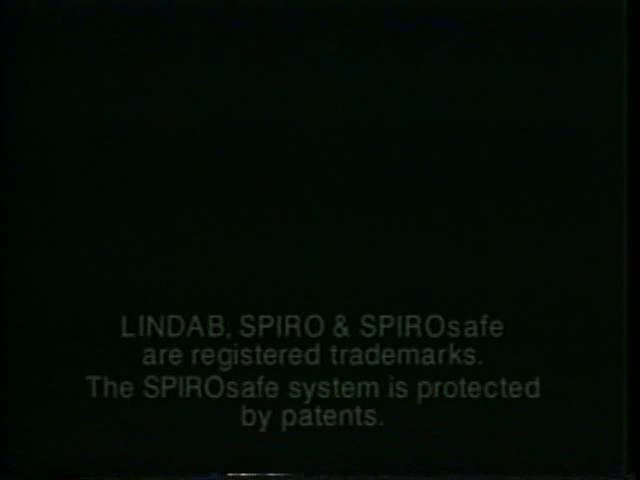 LINDAB, SPIRO & SPIROsafe
are registered trademarks.
The SPIROsafe system is protected
by patents.